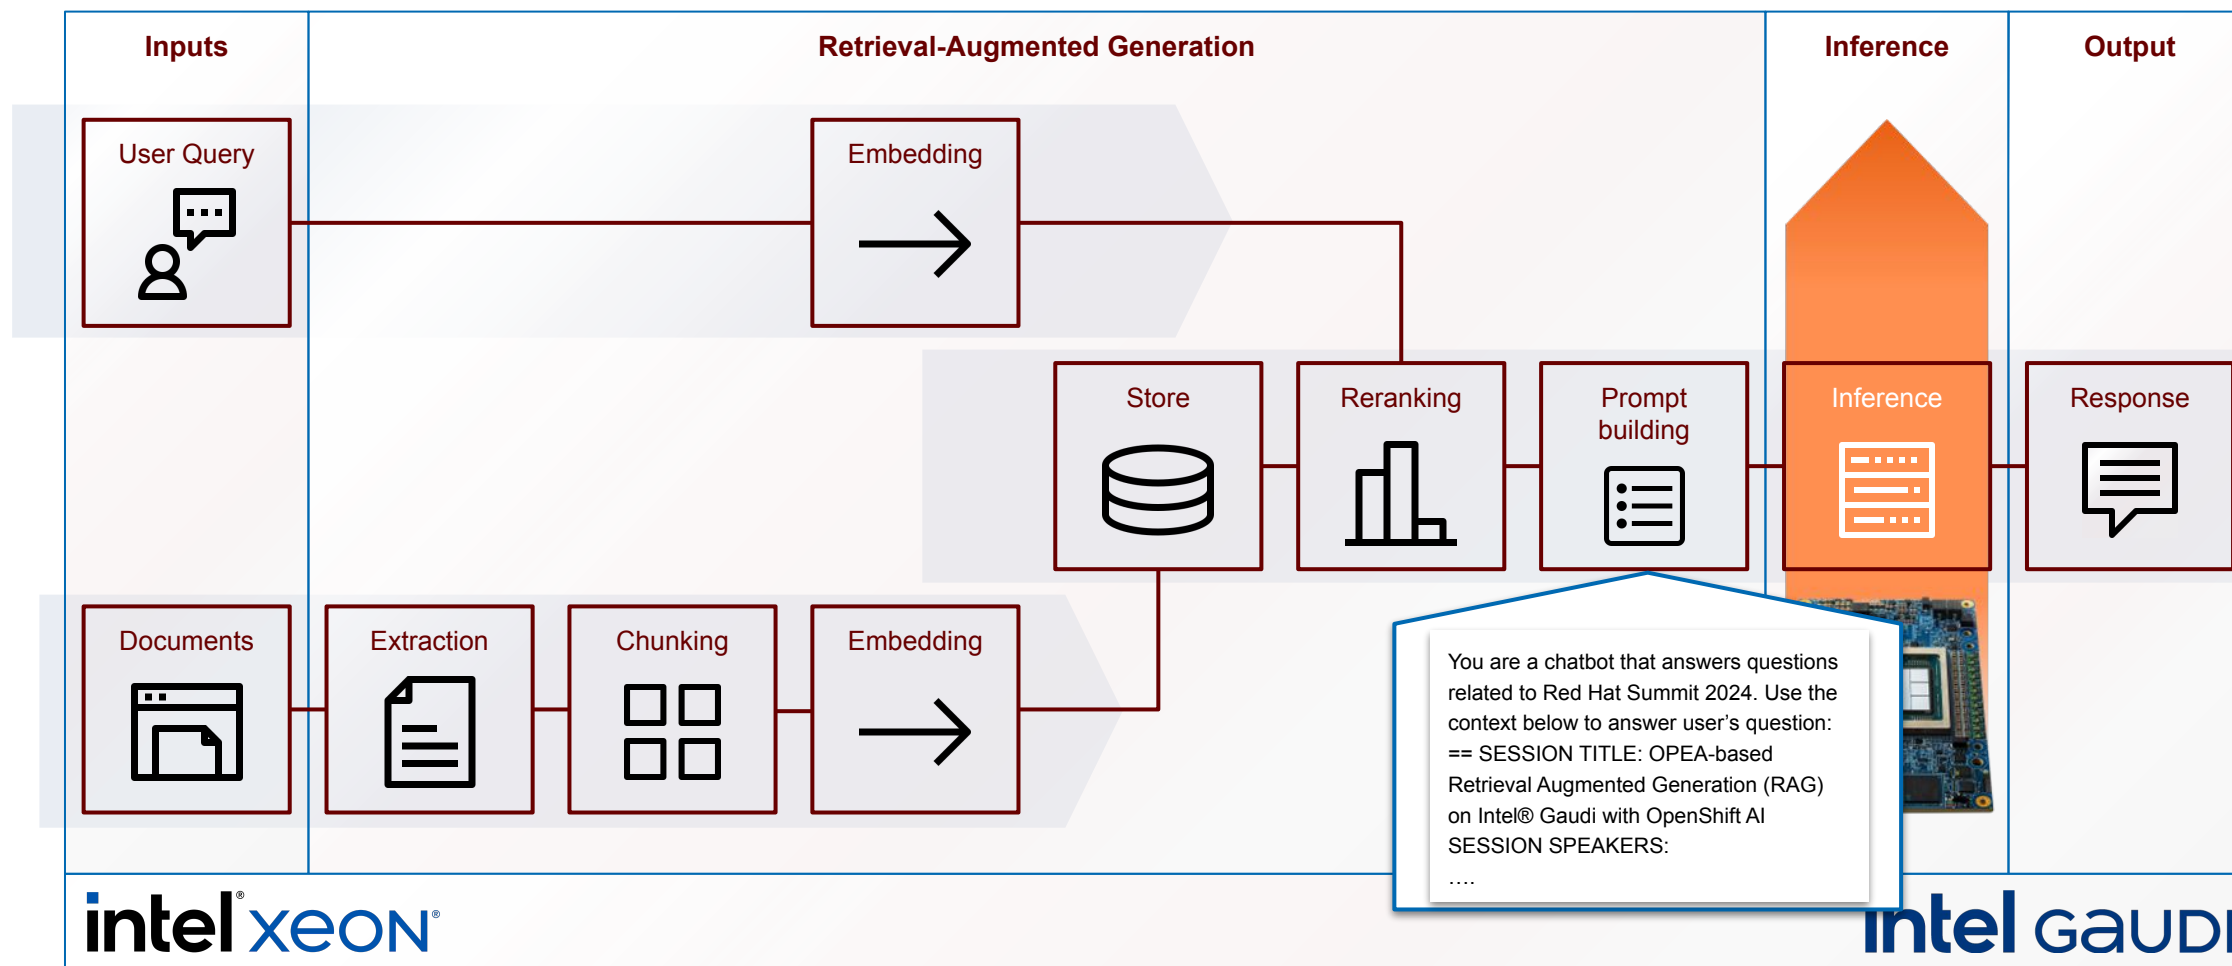 Inputs
Retrieval-Augmented Generation
Inference
Output
User Query
Embedding
Store
Reranking
Prompt
building
Inference
Response
Documents
Extraction
Chunking
Embedding
You are a chatbot that answers questions
related to Red Hat Summit 2024. Use the
context below to answer user’s question:
== SESSION TITLE: OPEA-based
Retrieval Augmented Generation (RAG)
on Intel® Gaudi with OpenShift AI
SESSION SPEAKERS:
….
intel® xeon®
intel GAUDI